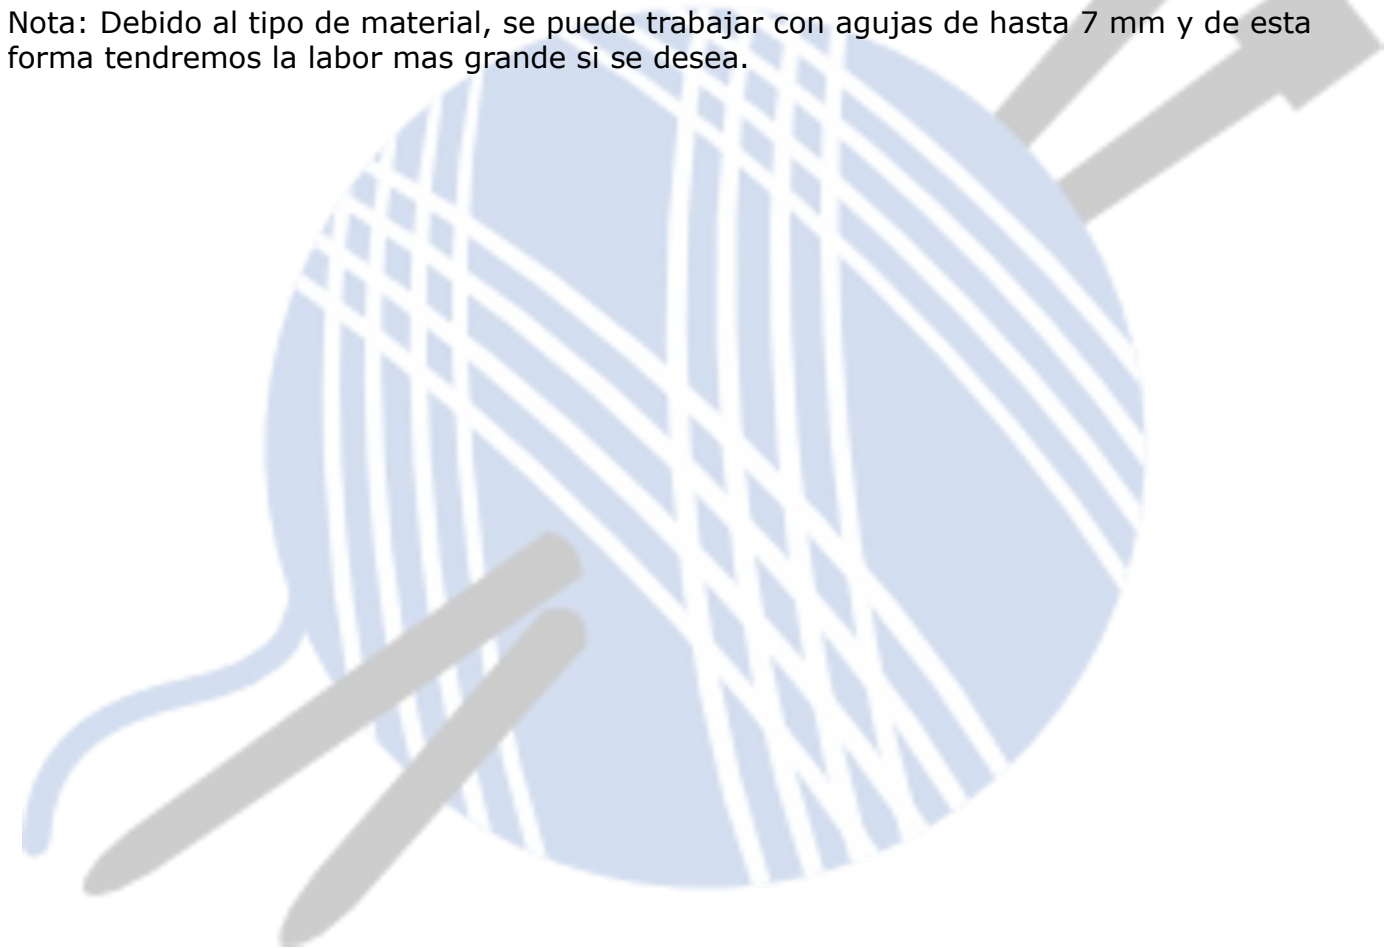 Nota: Debido al tipo de material, se puede trabajar con agujas de hasta 7 mm y de esta
forma tendremos la labor mas grande si se desea.